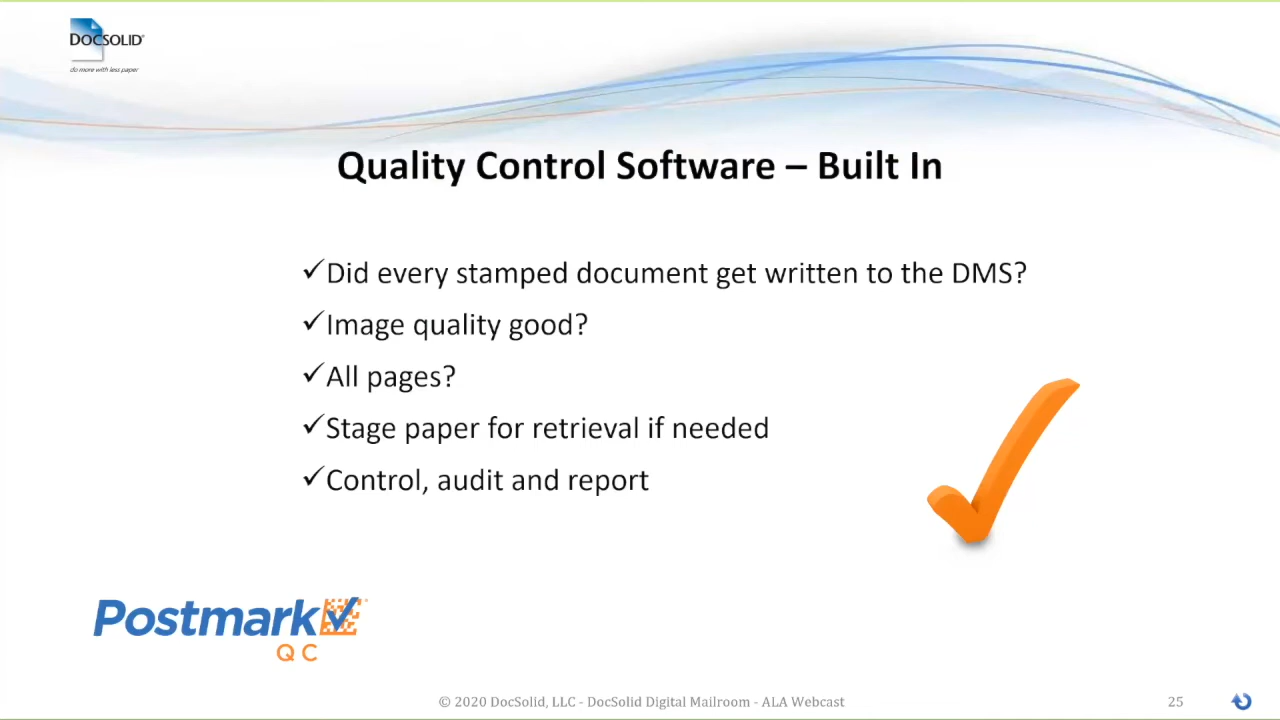 DOCSOLID
do more with less paper
Quality Control Software – Built In
✓Did every stamped document get written to the DMS?
✓Image quality good?
✓All pages?
✓Stage paper for retrieval if needed
✓Control, audit and report
Postmark
QC
© 2020 DocSolid, LLC - DocSolid Digital Mailroom - ALA Webcast
25